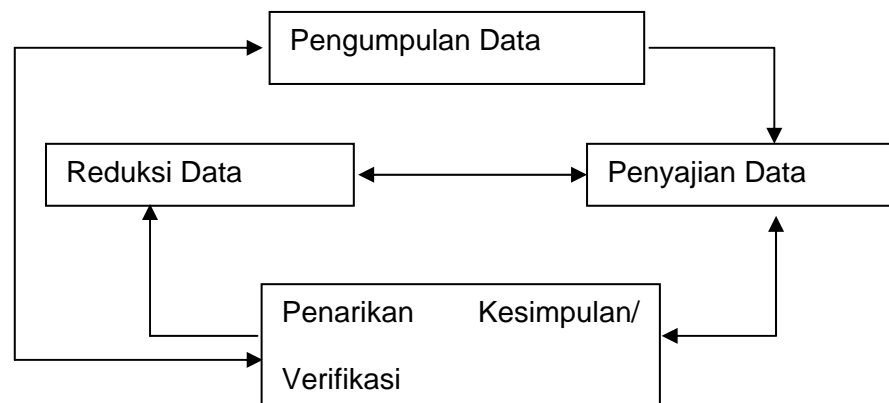 Pengumpulan Data
Reduksi Data
Penyajian Data
Penarikan Kesimpulan/
Verifikasi